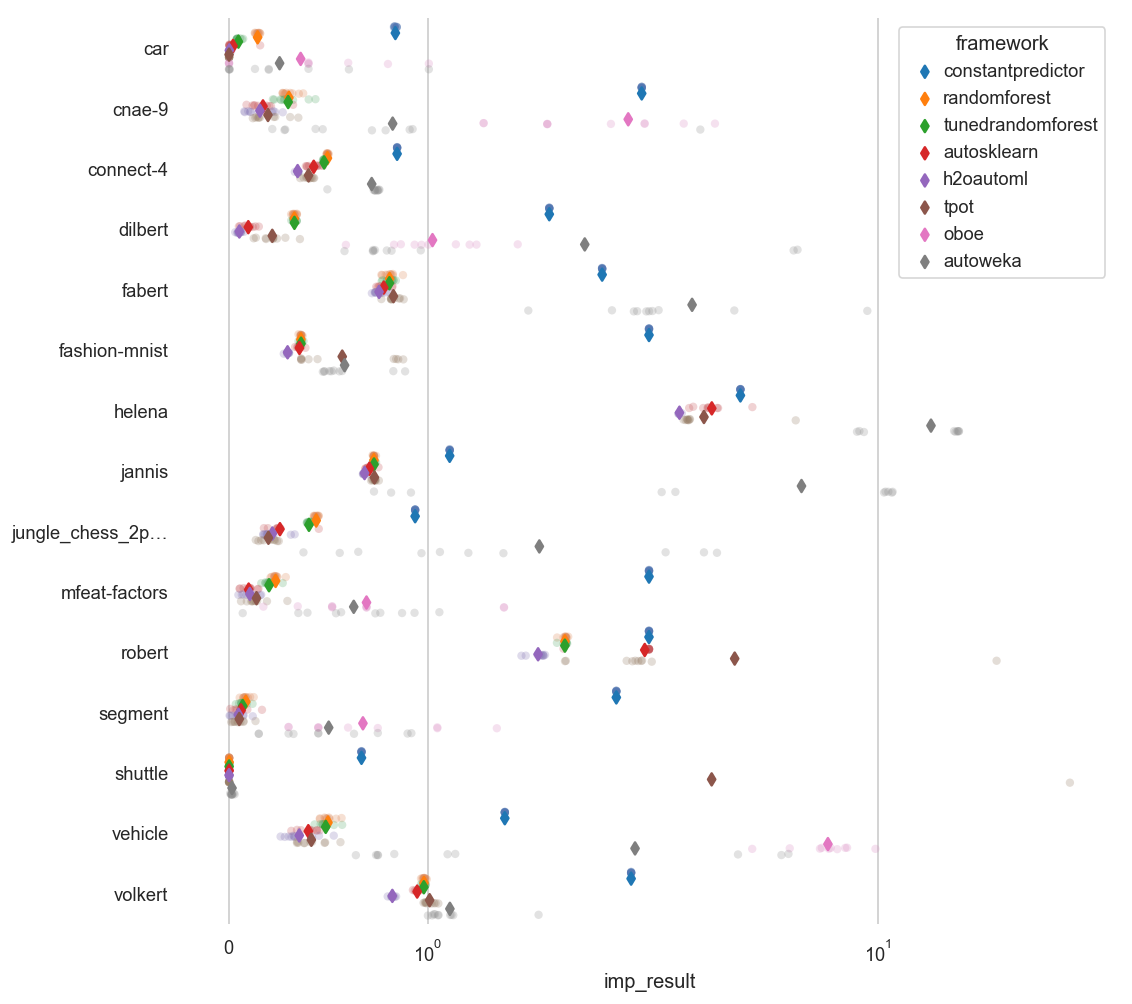 car
cnae-9
connect-4
dilbert
fabert
fashion-mnist
helena
jannis
jungle_chess_2p…
mfeat-factors
robert
segment
shuttle
vehicle
volkert
framework
constantpredictor
randomforest
tunedrandomforest
autosklearn
h2oautoml
tpot
oboe
autoweka
0 10⁰ 10¹
imp_result